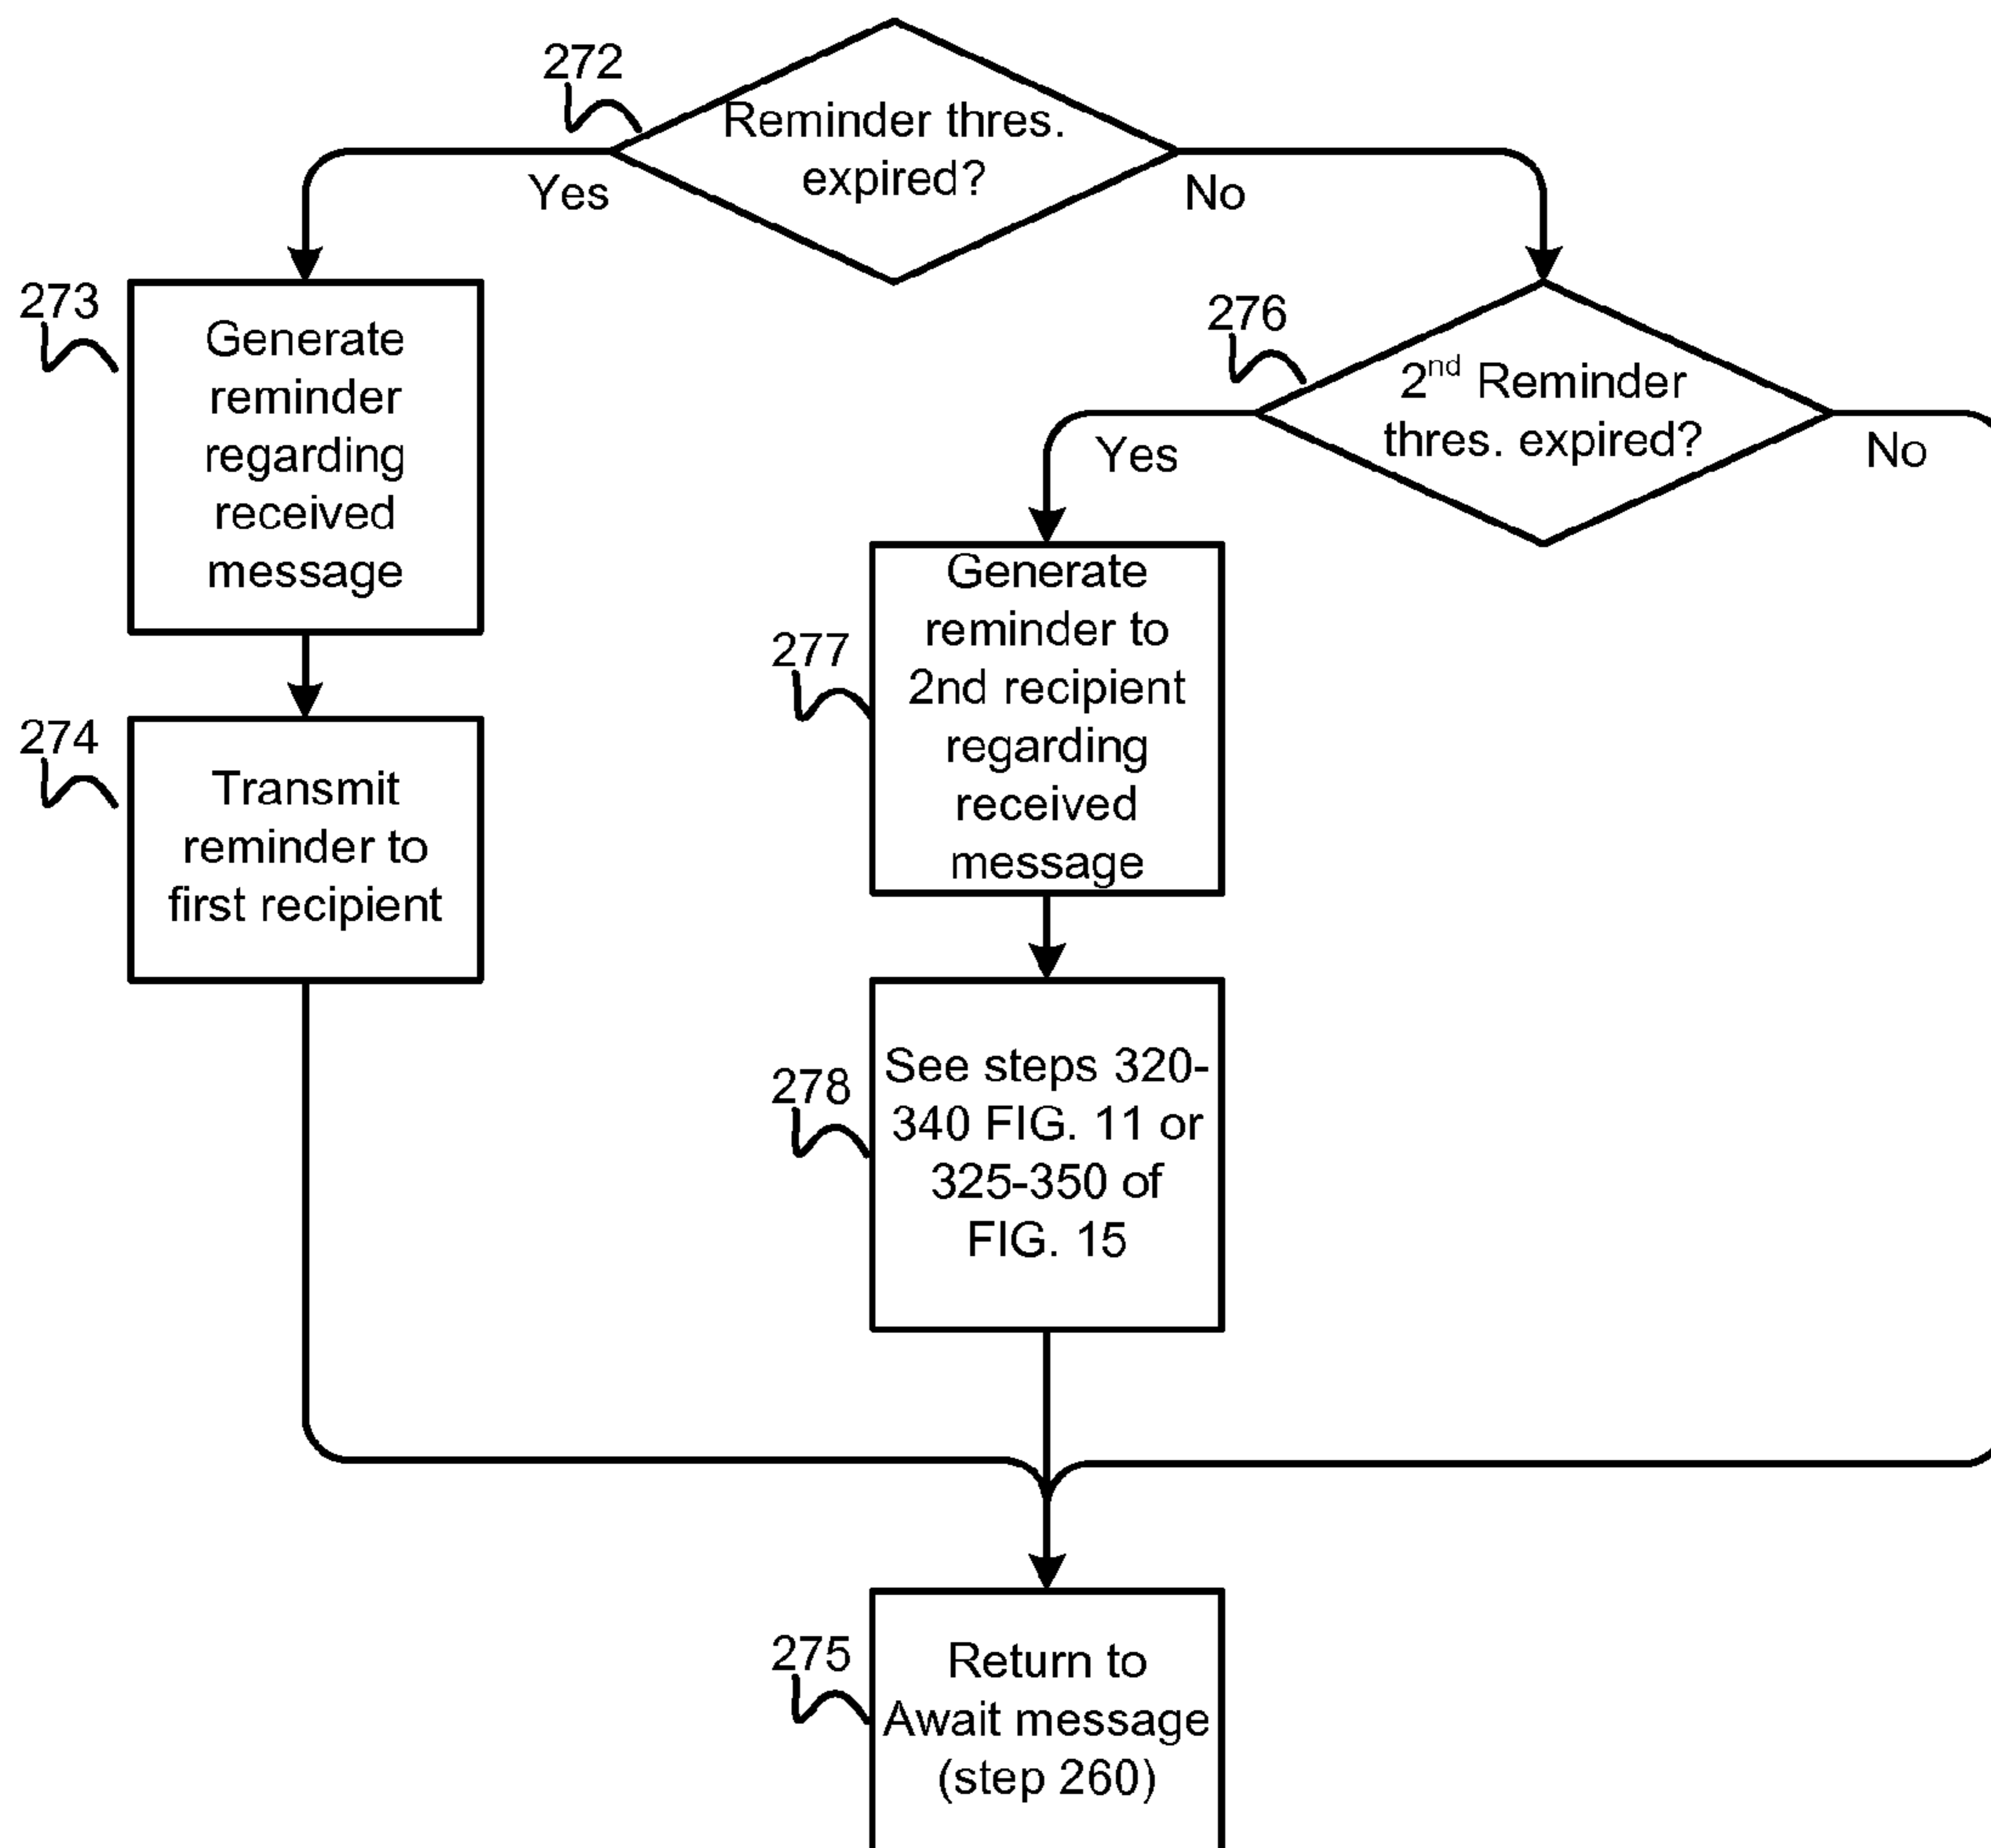 272
Reminder thres.
expired?
Yes
No
273
Generate
reminder
regarding
received
message
276
2nd Reminder
thres. expired?
Yes
No
277
Generate
reminder to
2nd recipient
regarding
received
message
274
Transmit
reminder to
first recipient
278
See steps 320-
340 FIG. 11 or
325-350 of
FIG. 15
275
Return to
Await message
(step 260)